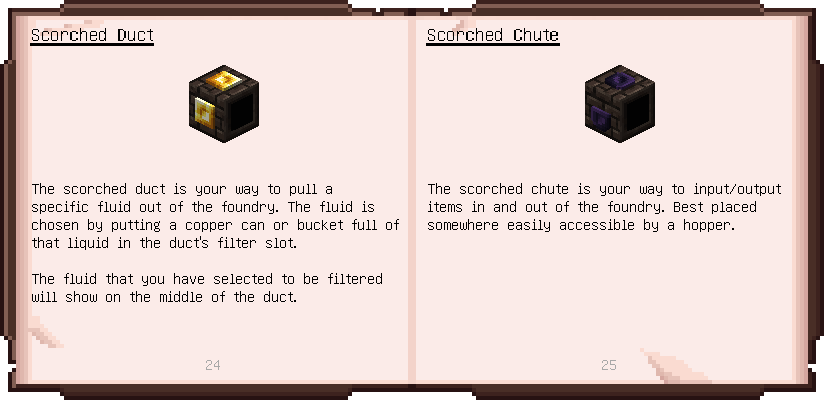 Scorched Duct
The scorched duct is your way to pull a
specific fluid out of the foundry. The fluid is
chosen by putting a copper can or bucket full of
that liquid in the duct's filter slot.
The fluid that you have selected to be filtered
will show on the middle of the duct.
24
Scorched Chute
The scorched chute is your way to input/output
items in and out of the foundry. Best placed
somewhere easily accessible by a hopper.
25